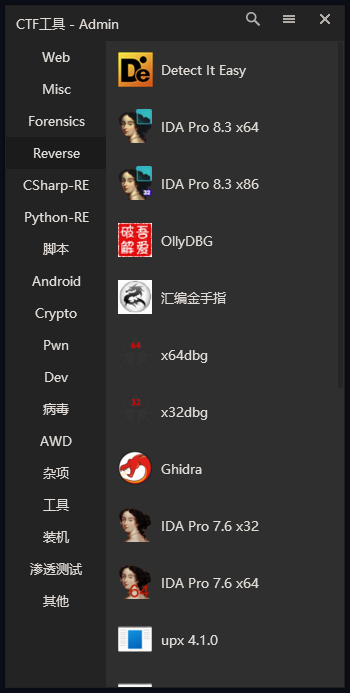 CTF工具 - Admin
Web
Misc
Forensics
Reverse
CSharp-RE
Python-RE
脚本
Android
Crypto
Pwn
Dev
病毒
AWD
杂项
工具
装机
渗透测试
其他
De
Detect It Easy
IDA Pro 8.3 x64
32
IDA Pro 8.3 x86
破吾
解爱
OllyDBG
汇编金手指
64
x64dbg
32
x32dbg
Ghidra
IDA Pro 7.6 x32
64
IDA Pro 7.6 x64
upx 4.1.0